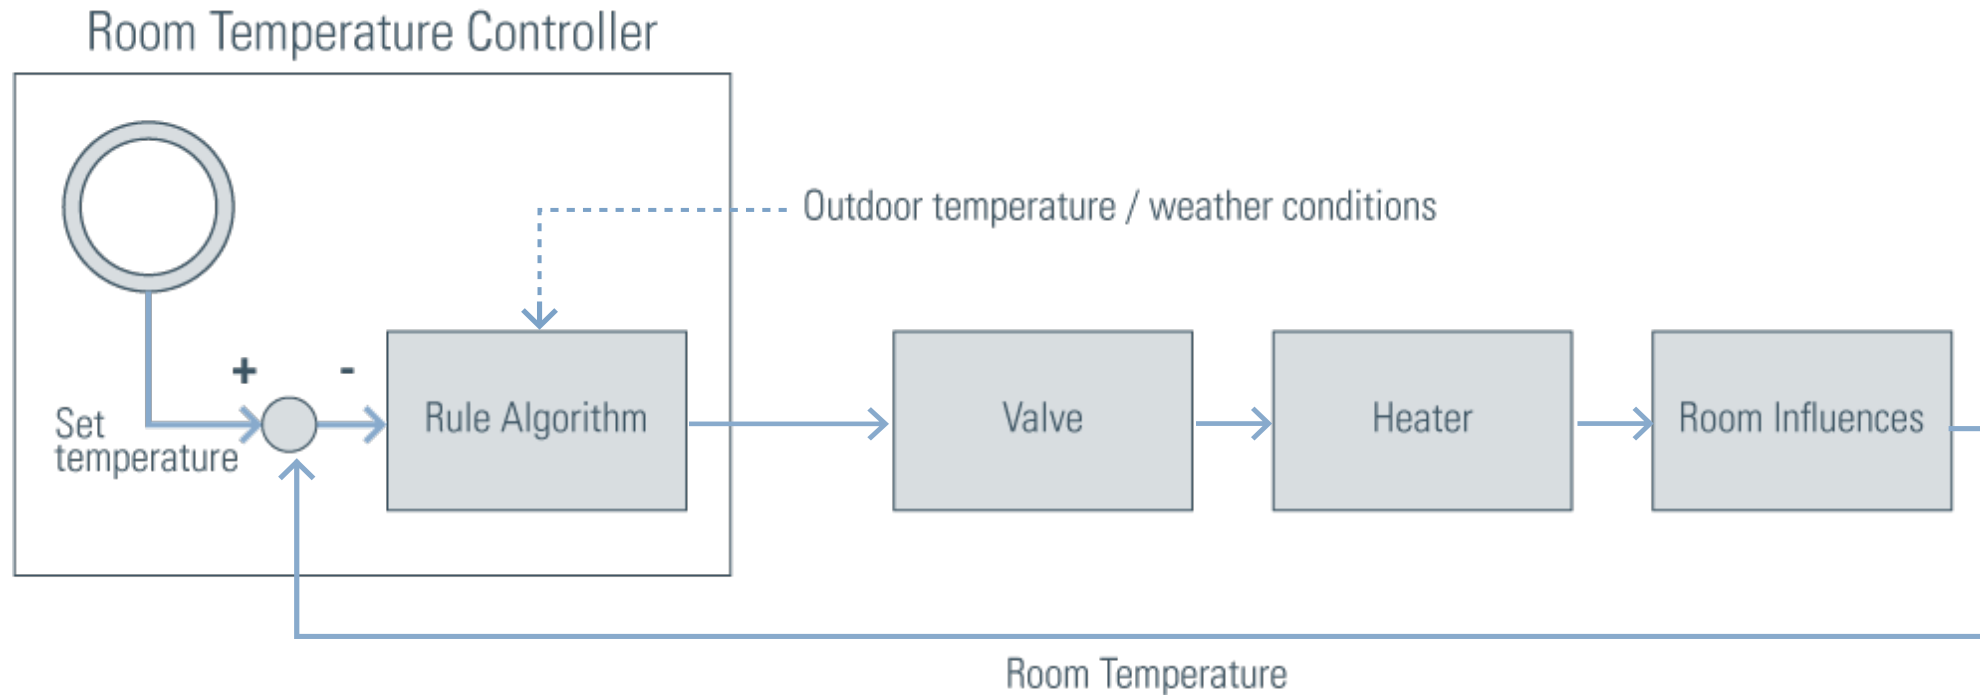 Room Temperature Controller
Outdoor temperature / weather conditions
+ -
Set
temperature
Rule Algorithm
Valve
Heater
Room Influences
Room Temperature